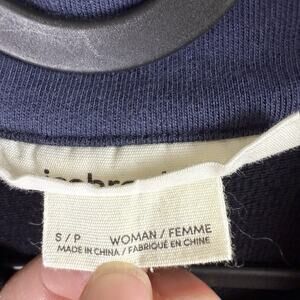 S / P WOMAN / FEMME
MADE IN CHINA / FABRIQUÉ EN CHINE